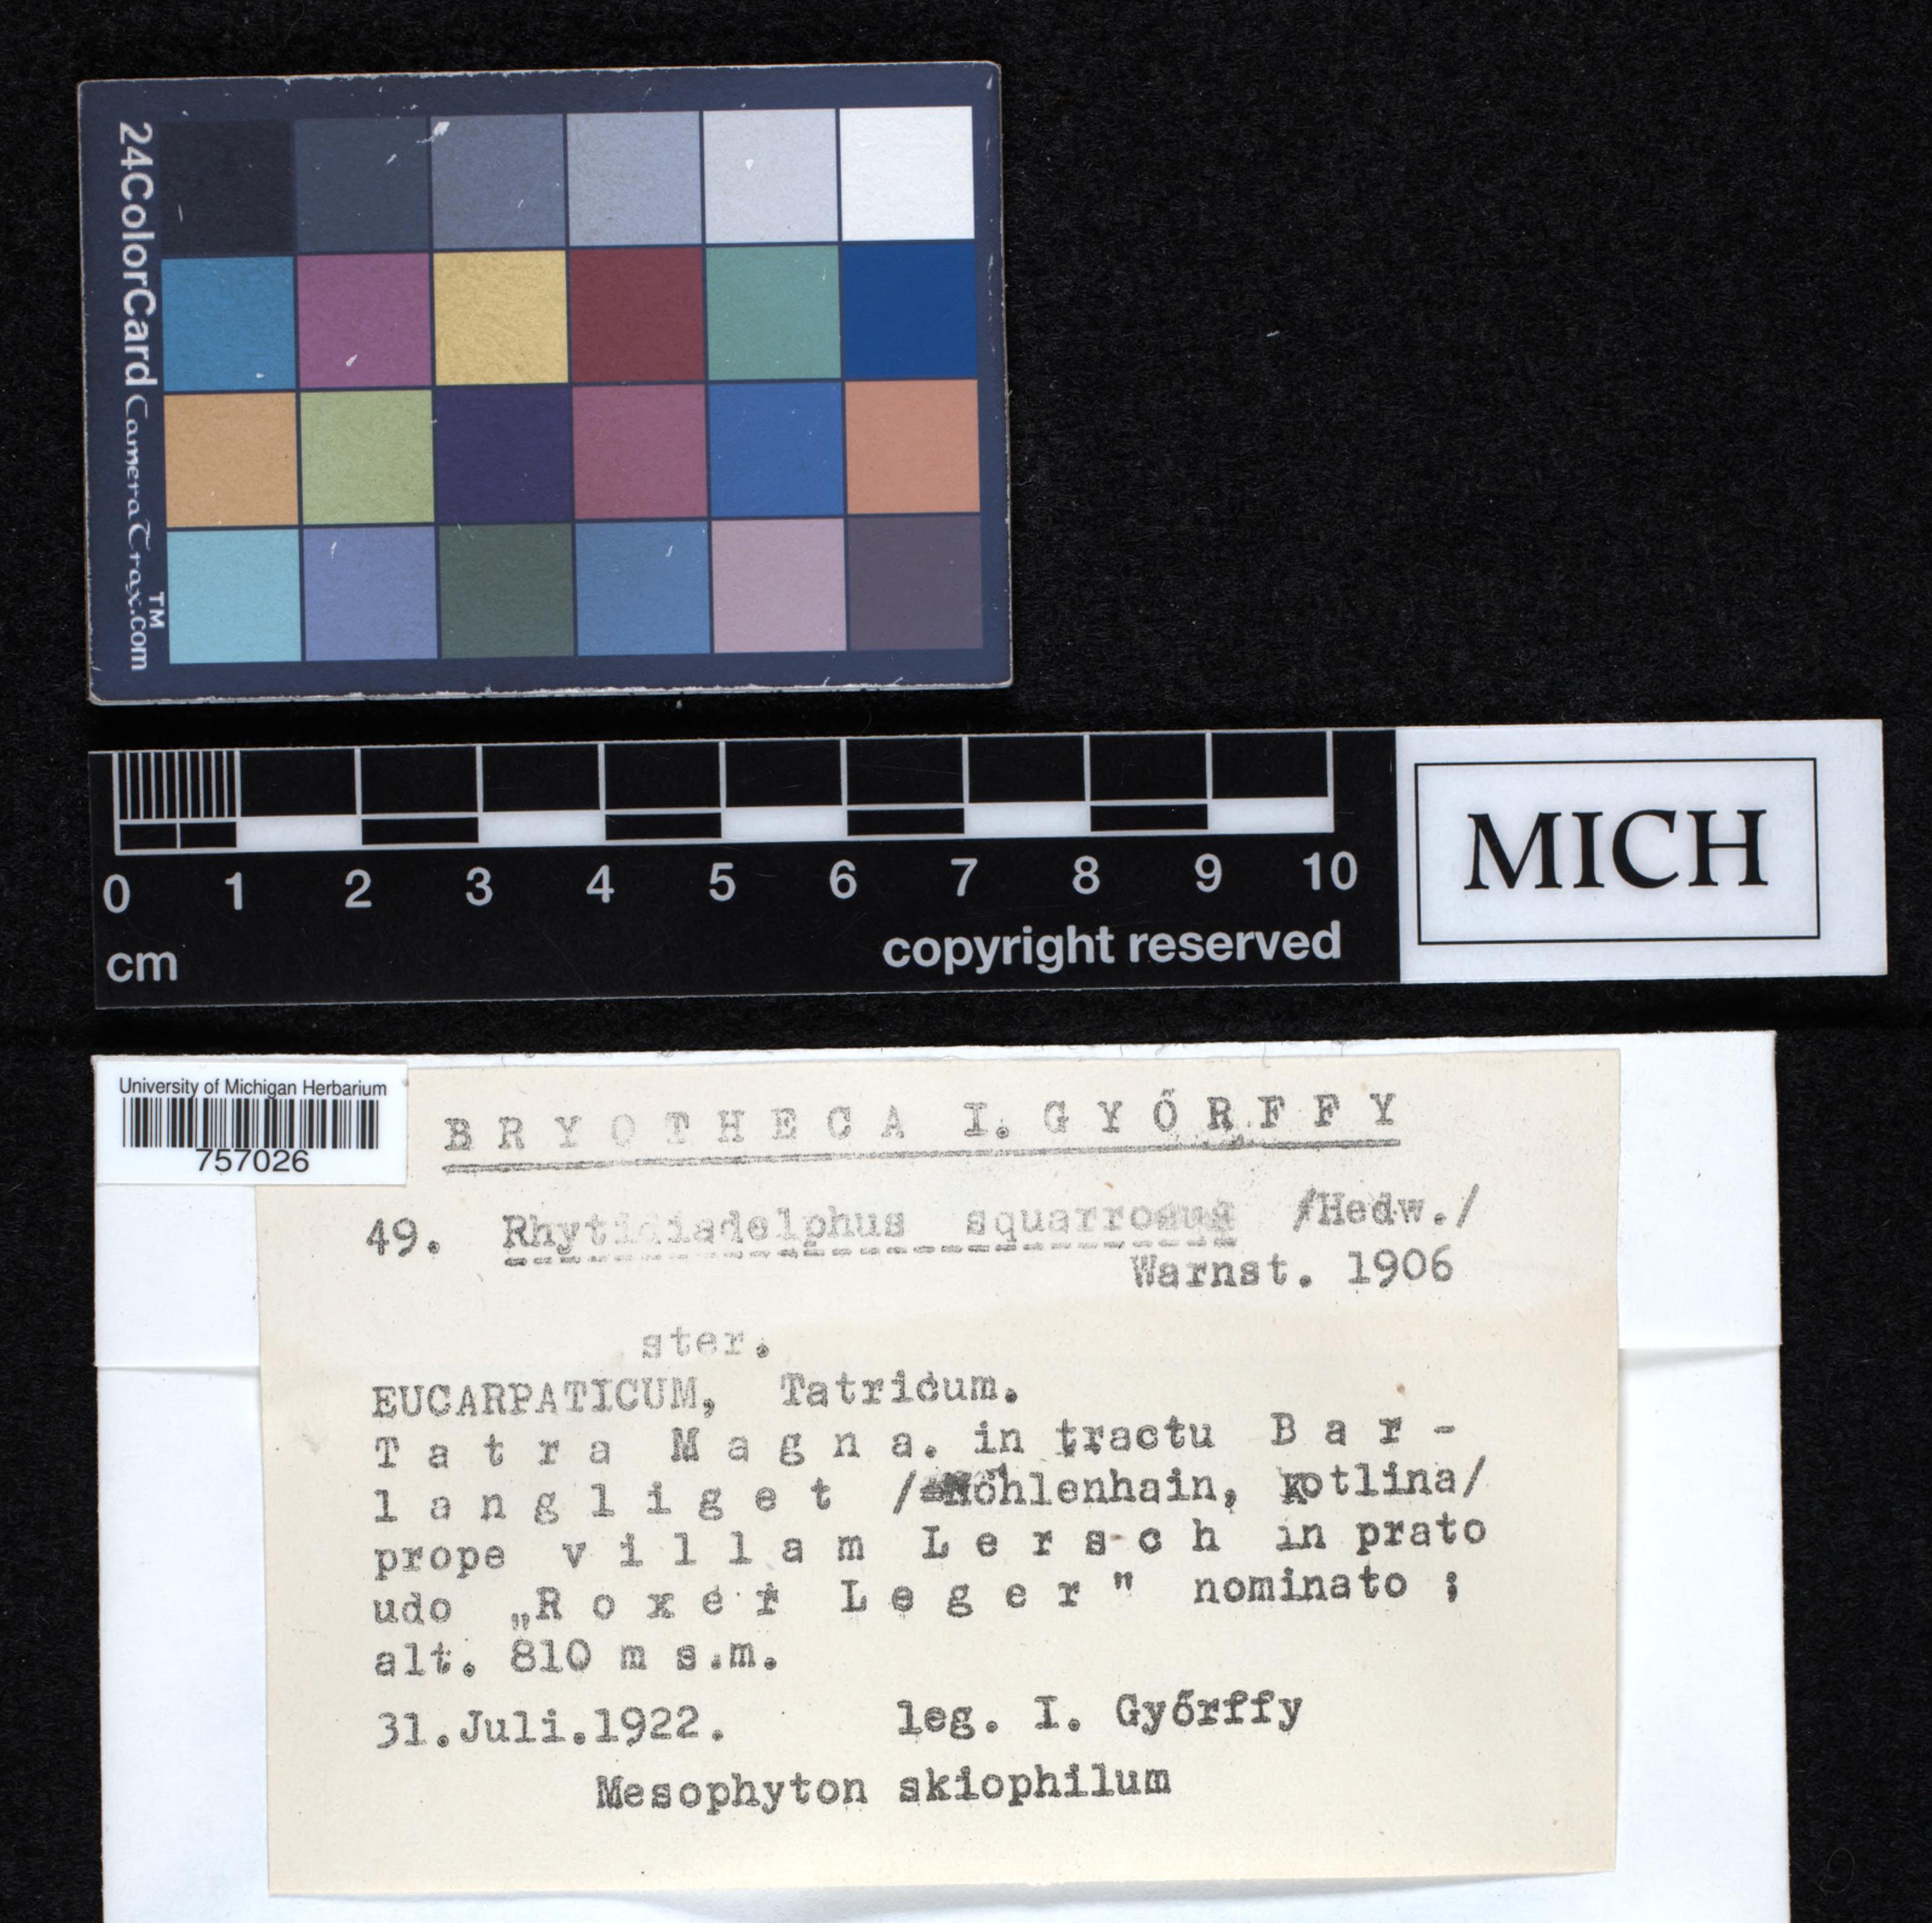 24ColorCard CameraTrax.com™
0 1 2 3 4 5 6 7 8 9 10
cm
copyright reserved
MICH
University of Michigan Herbarium
757026
BRYOTHECA I. GYŐRFFY
49. Rhytidiadelphus squarrosus /Hedw./
Warnst. 1906
ster.
EUCARPATICUM, Tatricum.
Tatra Magna. in tractu Bar-
langliget /Höhlenhain, Kotlina/
prope villam Lersch in prato
udo „Roxer Leger" nominato ;
alt. 810 m s.m.
31.Juli.1922. leg. I. Győrffy
Mesophyton skiophilum